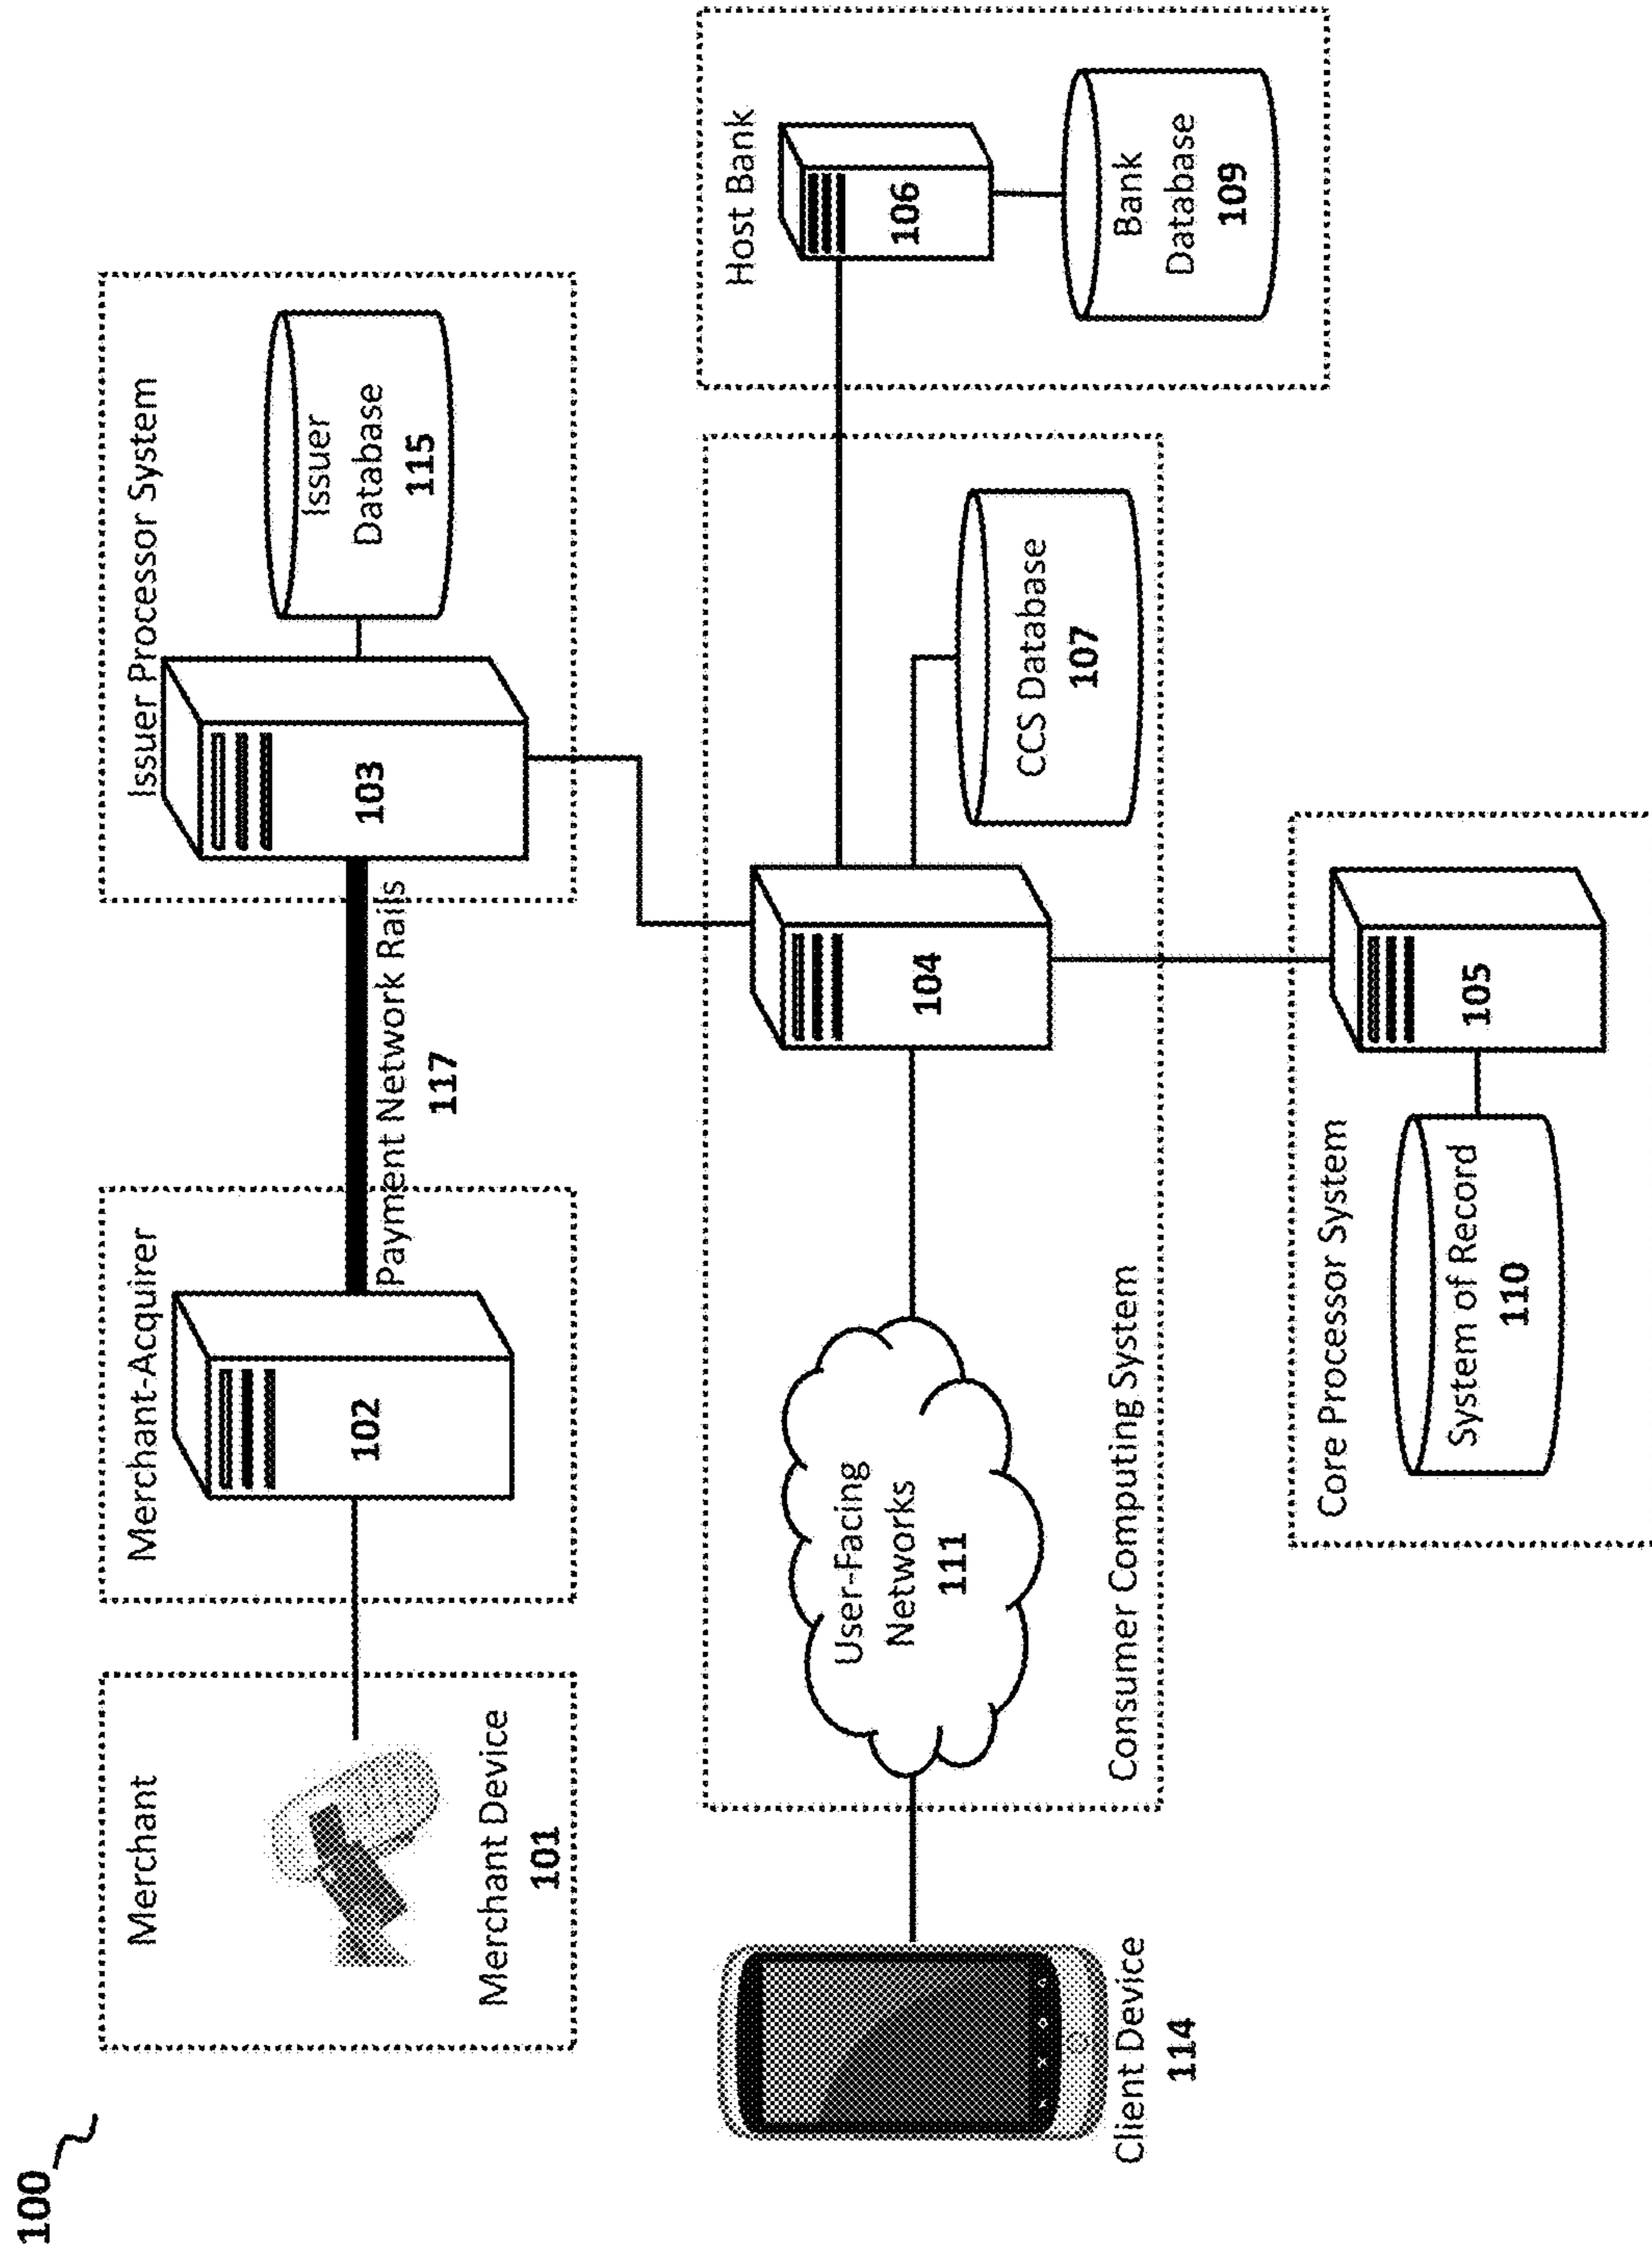 100
Merchant
Merchant Device
101
Merchant-Acquirer
102
Payment Network Rails
117
Issuer Processor System
103
Issuer
Database
115
Client Device
114
User-Facing
Networks
111
Consumer Computing System
104
CCS Database
107
Host Bank
106
Bank
Database
109
Core Processor System
System of Record
110
105